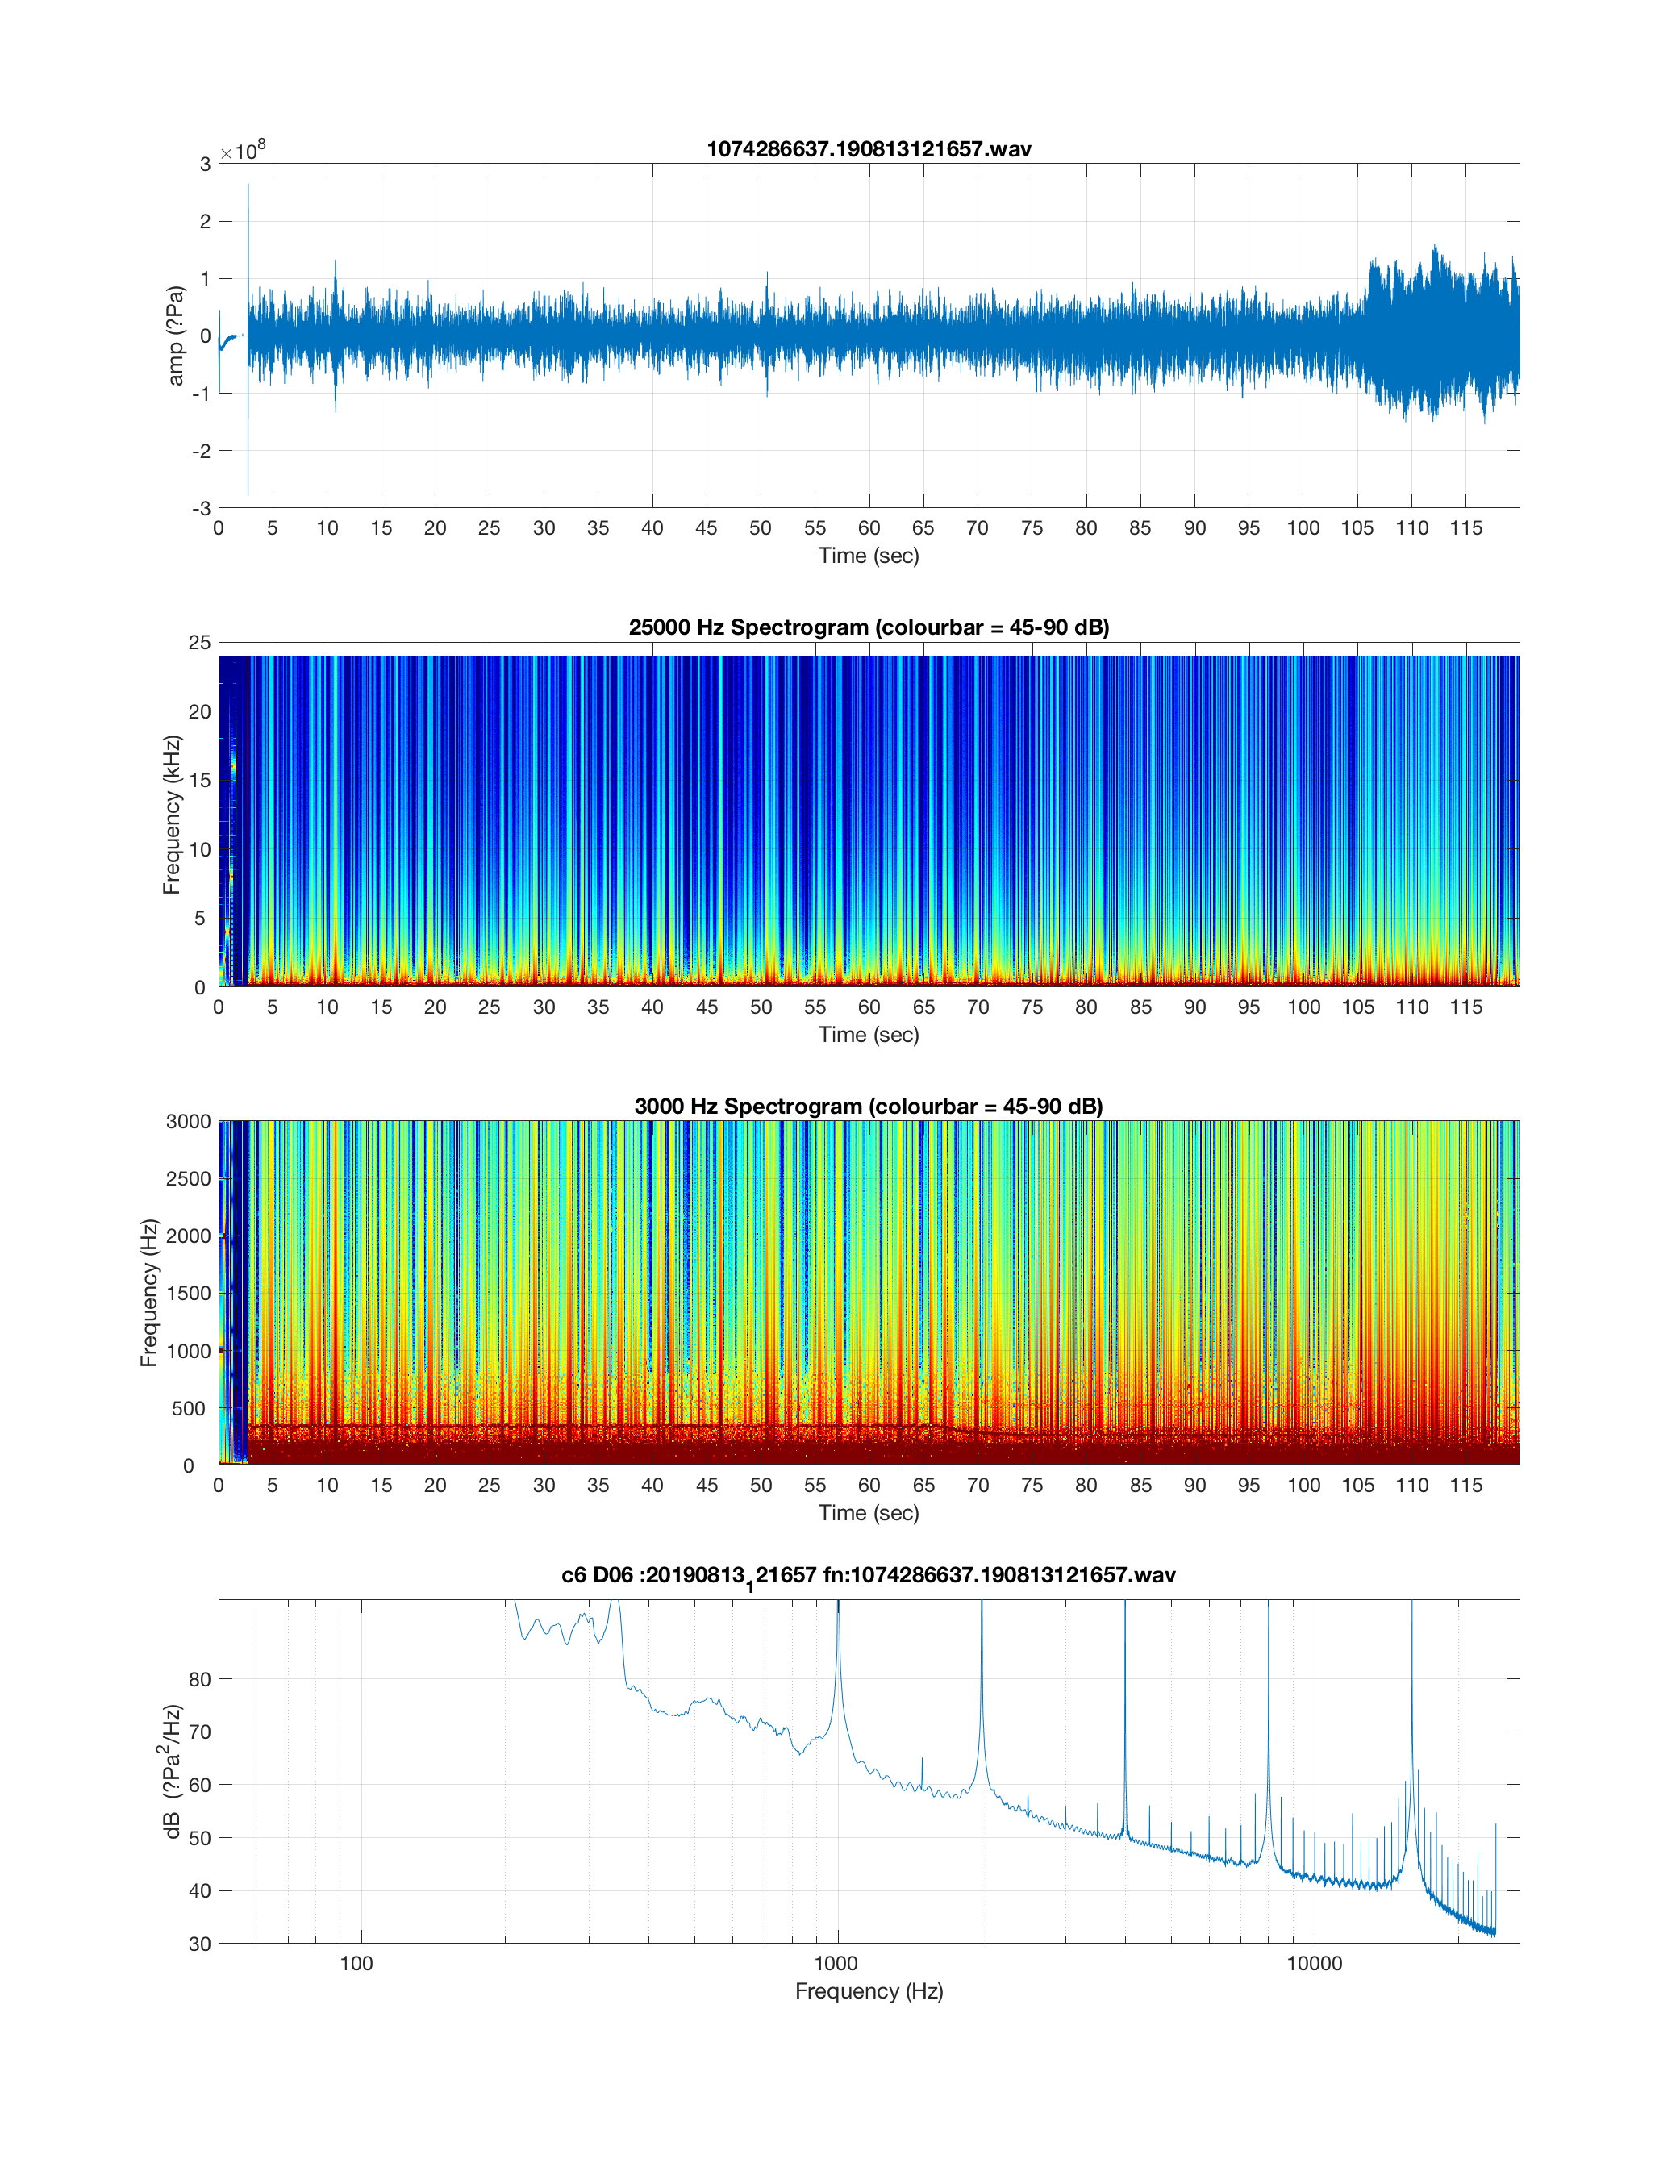 1074286637.190813121657.wav
×10^8
3
2
1
0
-1
-2
-3
amp (?Pa)
0 5 10 15 20 25 30 35 40 45 50 55 60 65 70 75 80 85 90 95 100 105 110 115
Time (sec)
25000 Hz Spectrogram (colourbar = 45-90 dB)
25
20
15
10
5
0
Frequency (kHz)
0 5 10 15 20 25 30 35 40 45 50 55 60 65 70 75 80 85 90 95 100 105 110 115
Time (sec)
3000 Hz Spectrogram (colourbar = 45-90 dB)
3000
2500
2000
1500
1000
500
0
Frequency (Hz)
0 5 10 15 20 25 30 35 40 45 50 55 60 65 70 75 80 85 90 95 100 105 110 115
Time (sec)
c6 D06 :20190813_121657 fn:1074286637.190813121657.wav
80
70
60
50
40
30
dB (?Pa^2/Hz)
100 1000 10000
Frequency (Hz)